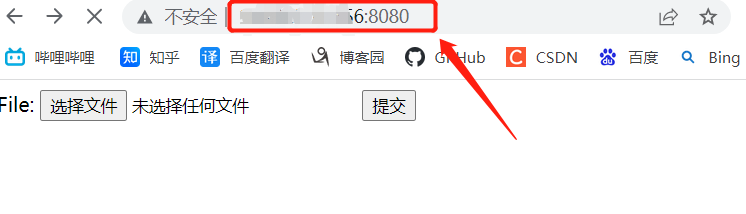 不安全 56:8080
哔哩哔哩 知 知乎 译 百度翻译 博客园 GitHub C CSDN du 百度 Bing
File: 选择文件 未选择任何文件 提交